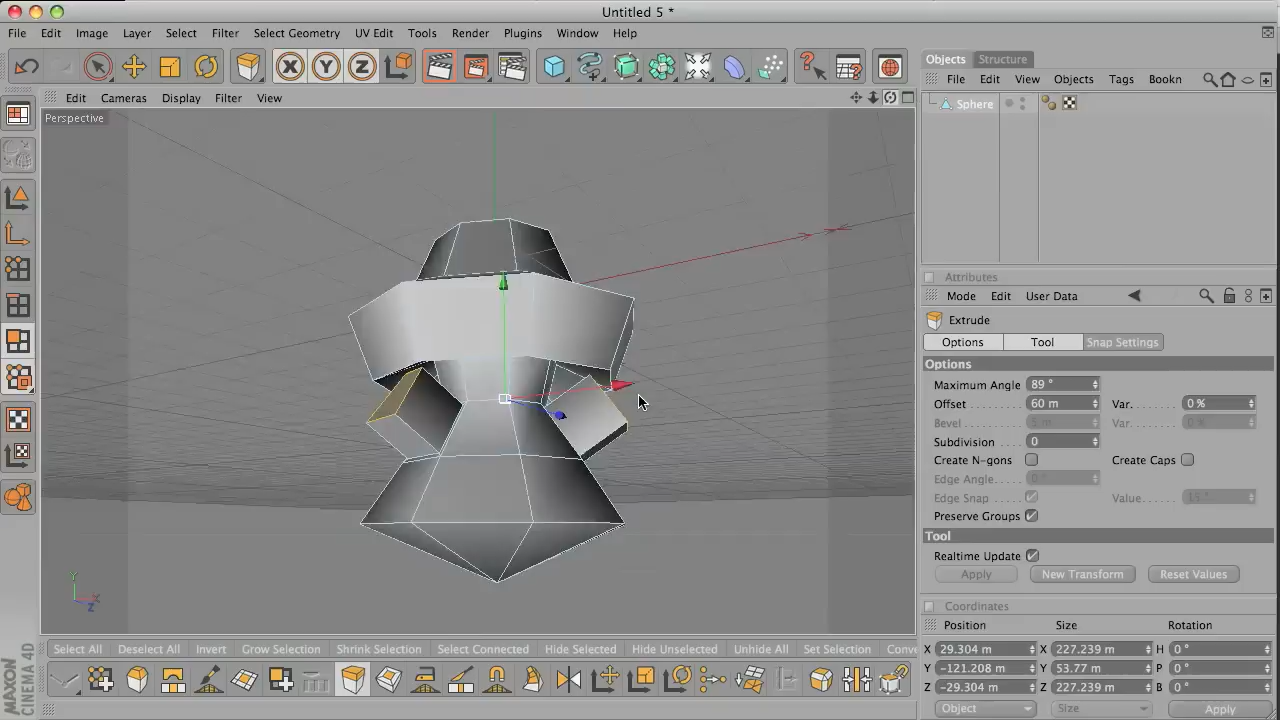 Untitled 5 *
File Edit Image Layer Select Filter Select Geometry UV Edit Tools Render Plugins Window Help
X Y Z
Objects Structure
File Edit View Objects Tags Bookn
Edit Cameras Display Filter View
Sphere
Perspective
Attributes
Mode Edit User Data
Extrude
Options Tool Snap Settings
Options
Maximum Angle 89 °
Offset 60 m Var. 0 %
Bevel Var. 0 %
Subdivision 0
Create N-gons Create Caps
Edge Angle 0 °
Edge Snap Value 15 °
Preserve Groups
Tool
Realtime Update
Apply New Transform Reset Values
Y
X
Z
Coordinates
Position Size Rotation
Select All Deselect All Invert Grow Selection Shrink Selection Select Connected Hide Selected Hide Unselected Unhide All Set Selection Conve
X 29.304 m X 227.239 m H 0 °
Y -121.208 m Y 53.77 m P 0 °
Z -29.304 m Z 227.239 m B 0 °
Object Size Apply
MAXON
CINEMA 4D